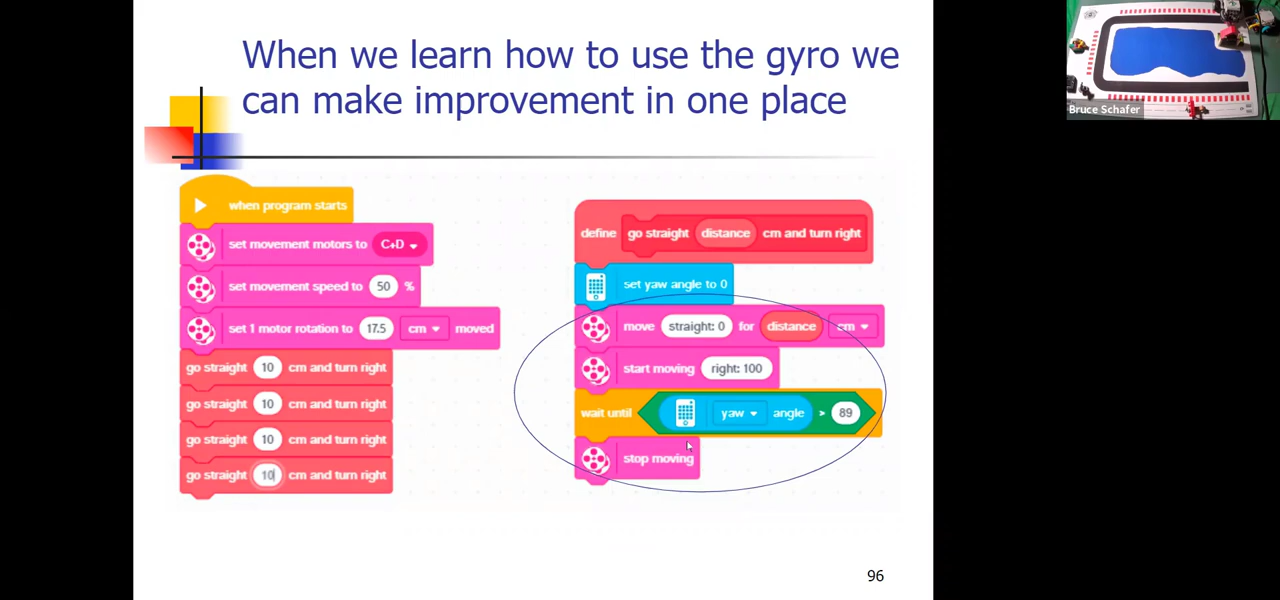 When we learn how to use the gyro we
can make improvement in one place
Bruce Schafer
when program starts
set movement motors to C+D
set movement speed to 50 %
set 1 motor rotation to 17.5 cm moved
go straight 10 cm and turn right
go straight 10 cm and turn right
go straight 10 cm and turn right
go straight 10 cm and turn right
define go straight distance cm and turn right
set yaw angle to 0
move straight: 0 for distance cm
start moving right: 100
wait until yaw angle > 89
stop moving
96